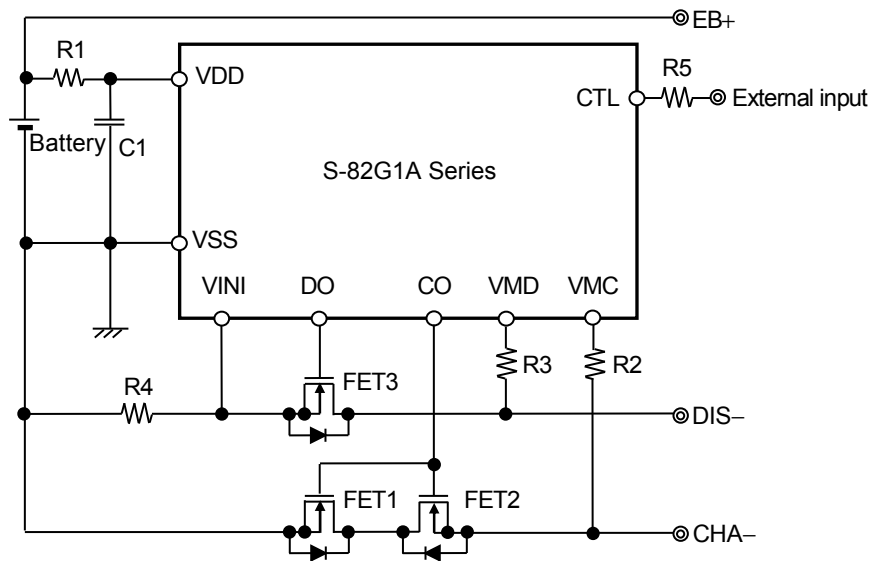 EB+
R1
VDD
R5
CTL
External input
Battery
C1
S-82G1A Series
VSS
VINI
DO
CO
VMD
VMC
R3
R2
R4
FET3
DIS−
FET1
FET2
CHA−